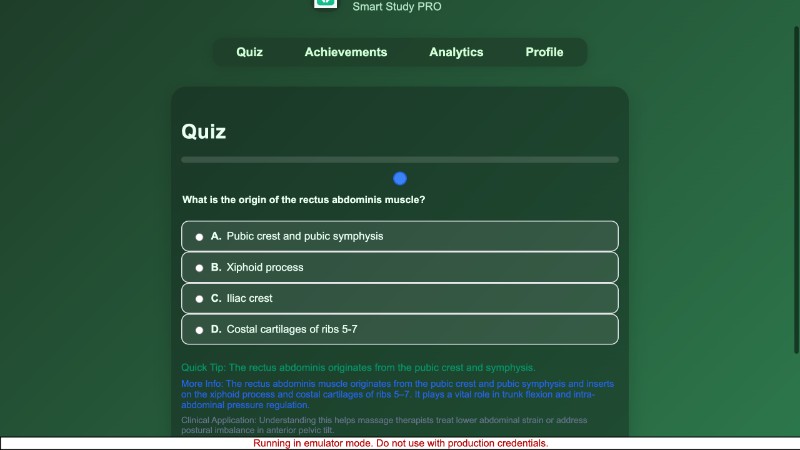 Smart Study PRO
Quiz Achievements Analytics Profile
Quiz
What is the origin of the rectus abdominis muscle?
A. Pubic crest and pubic symphysis
B. Xiphoid process
C. Iliac crest
D. Costal cartilages of ribs 5-7
Quick Tip: The rectus abdominis originates from the pubic crest and symphysis.
More Info: The rectus abdominis muscle originates from the pubic crest and pubic symphysis and inserts
on the xiphoid process and costal cartilages of ribs 5–7. It plays a vital role in trunk flexion and intra-
abdominal pressure regulation.
Clinical Application: Understanding this helps massage therapists treat lower abdominal strain or address
postural imbalance in anterior pelvic tilt.
Running in emulator mode. Do not use with production credentials.